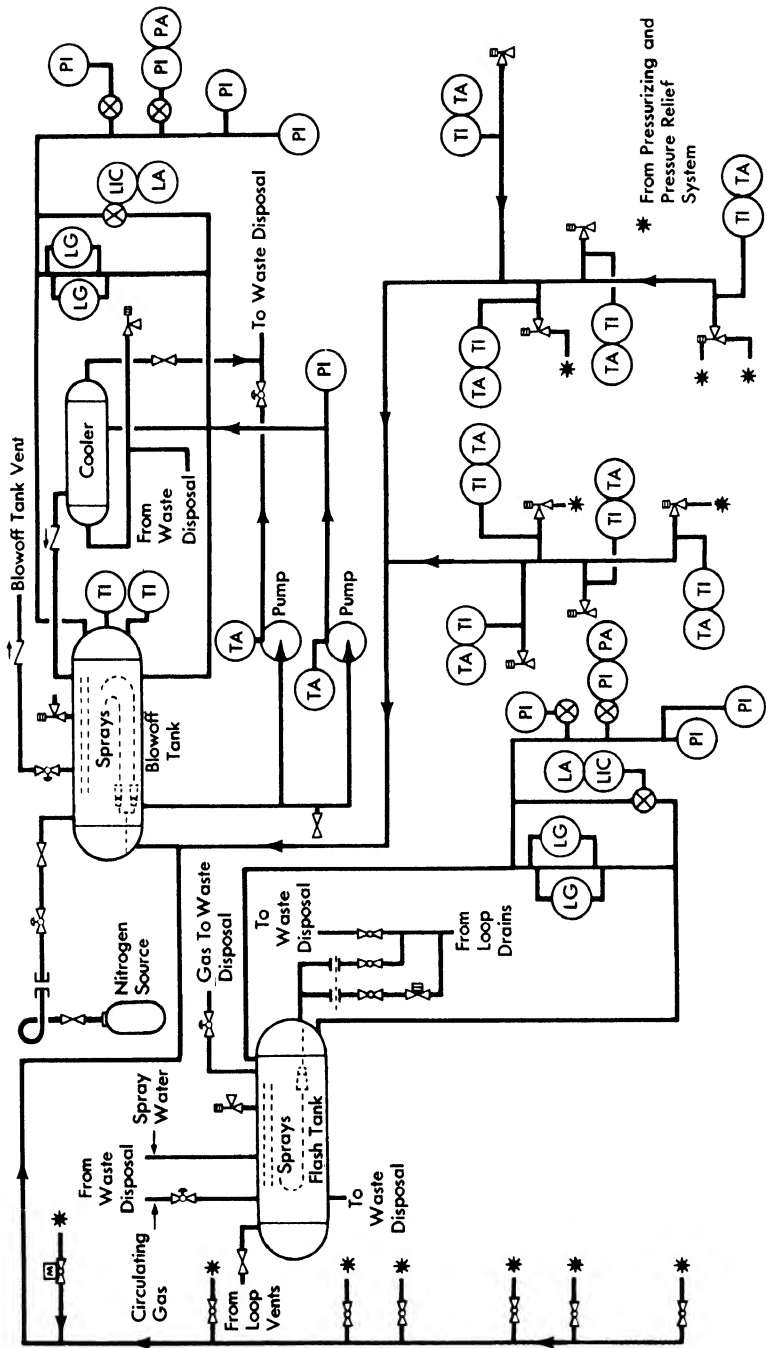 PI
PI
PA
PI
PI
LIC
LA
LG
LG
To Waste Disposal
PI
Cooler
From
Waste
Disposal
Blowoff Tank Vent
TI
TI
TA
Pump
TA
Pump
Sprays
Blowoff
Tank
Nitrogen
Source
TI
TA
✷ From Pressurizing and
Pressure Relief
System
TA
TI
✷
TI
TA
TI
TA
✷
✷
TI
TA
✷
TI
TA
TA
TI
✷
TI
TA
PI
PI
PA
PI
PI
LA
LIC
LG
LG
Gas To Waste
Disposal
To
Waste
Disposal
From
Loop
Drains
From
Waste
Disposal
Spray
Water
Sprays
Flash Tank
Circulating
Gas
From
Loop
Vents
To
Waste
Disposal
M
✷
✷
✷
✷
✷
✷
✷